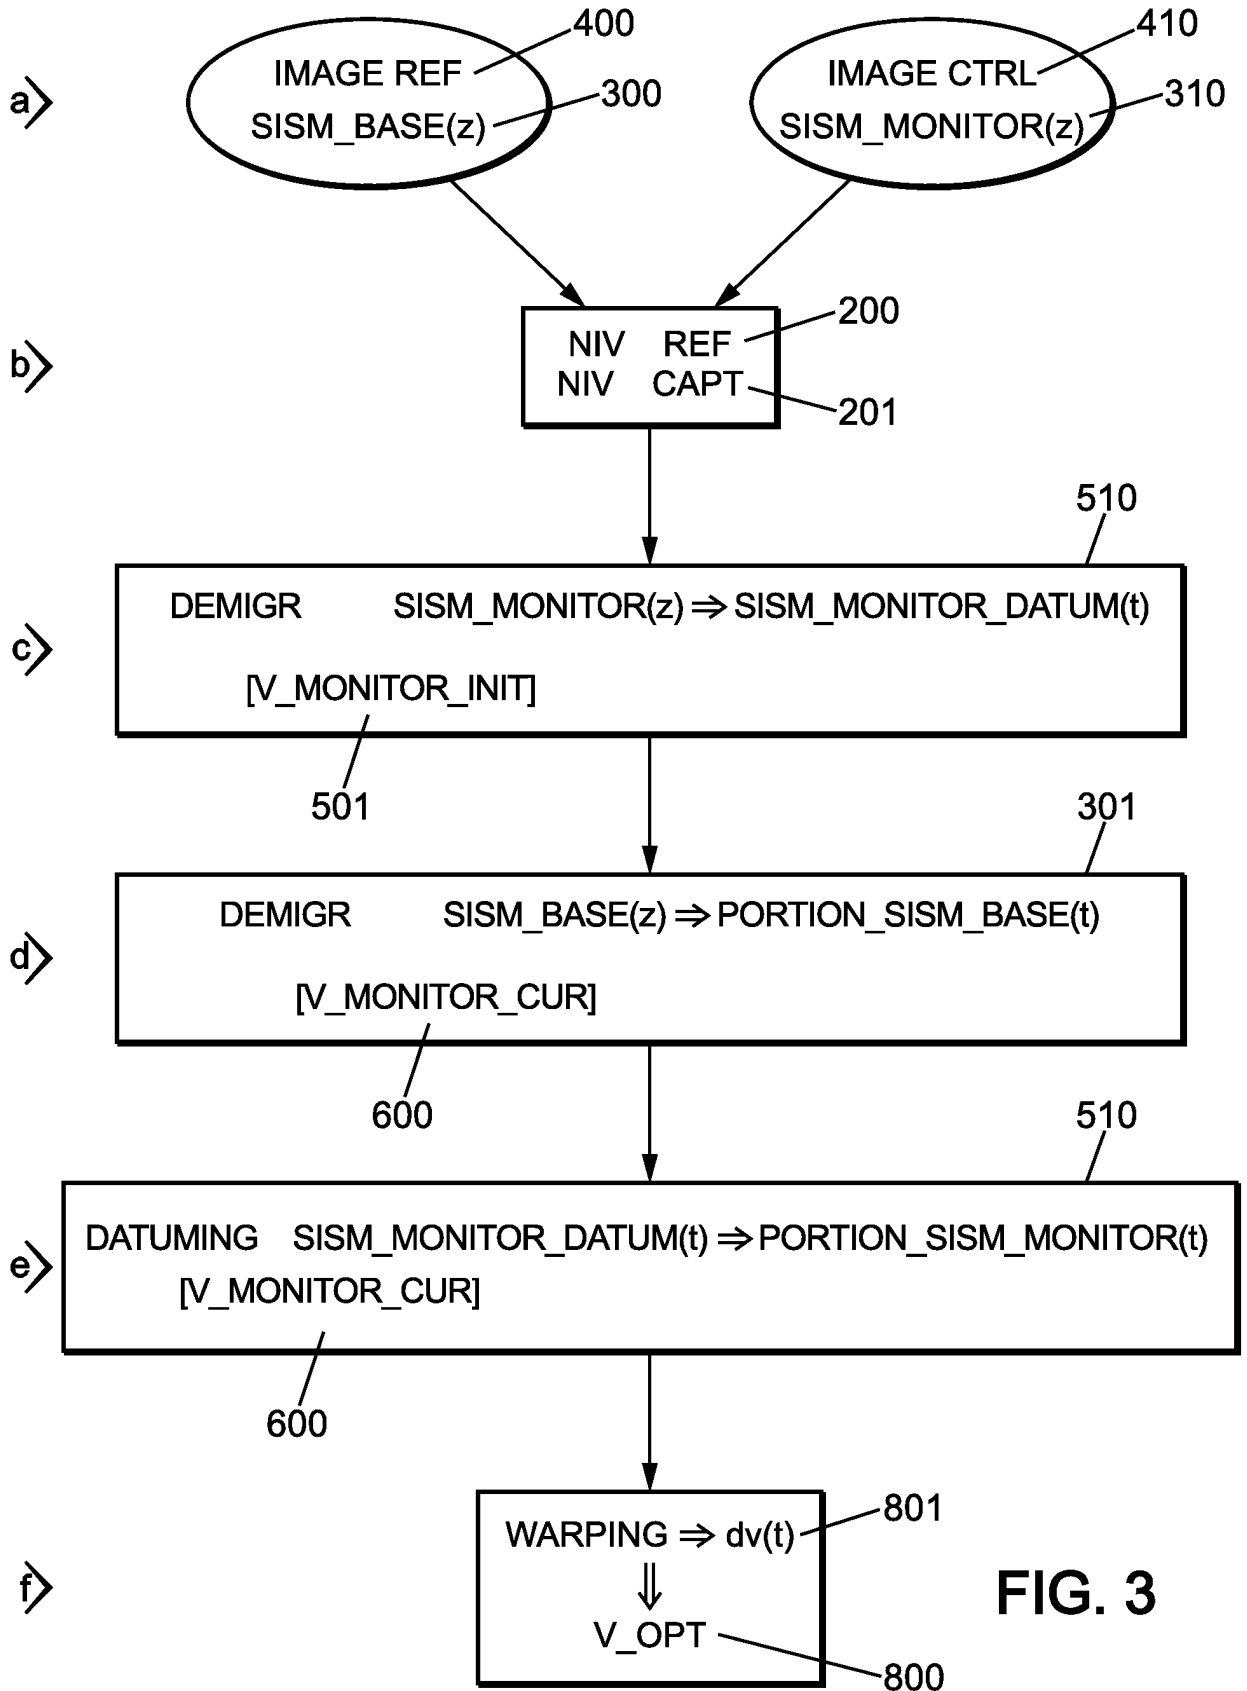 400
410
a
IMAGE REF
IMAGE CTRL
300
310
SISM_BASE(z)
SISM_MONITOR(z)
b
200
NIV REF
NIV CAPT
201
510
c
DEMIGR SISM_MONITOR(z) ⇒ SISM_MONITOR_DATUM(t)
[V_MONITOR_INIT]
501
301
d
DEMIGR SISM_BASE(z) ⇒ PORTION_SISM_BASE(t)
[V_MONITOR_CUR]
600
510
e
DATUMING SISM_MONITOR_DATUM(t) ⇒ PORTION_SISM_MONITOR(t)
[V_MONITOR_CUR]
600
f
801
WARPING ⇒ dv(t)
⇓
V_OPT
800
FIG. 3